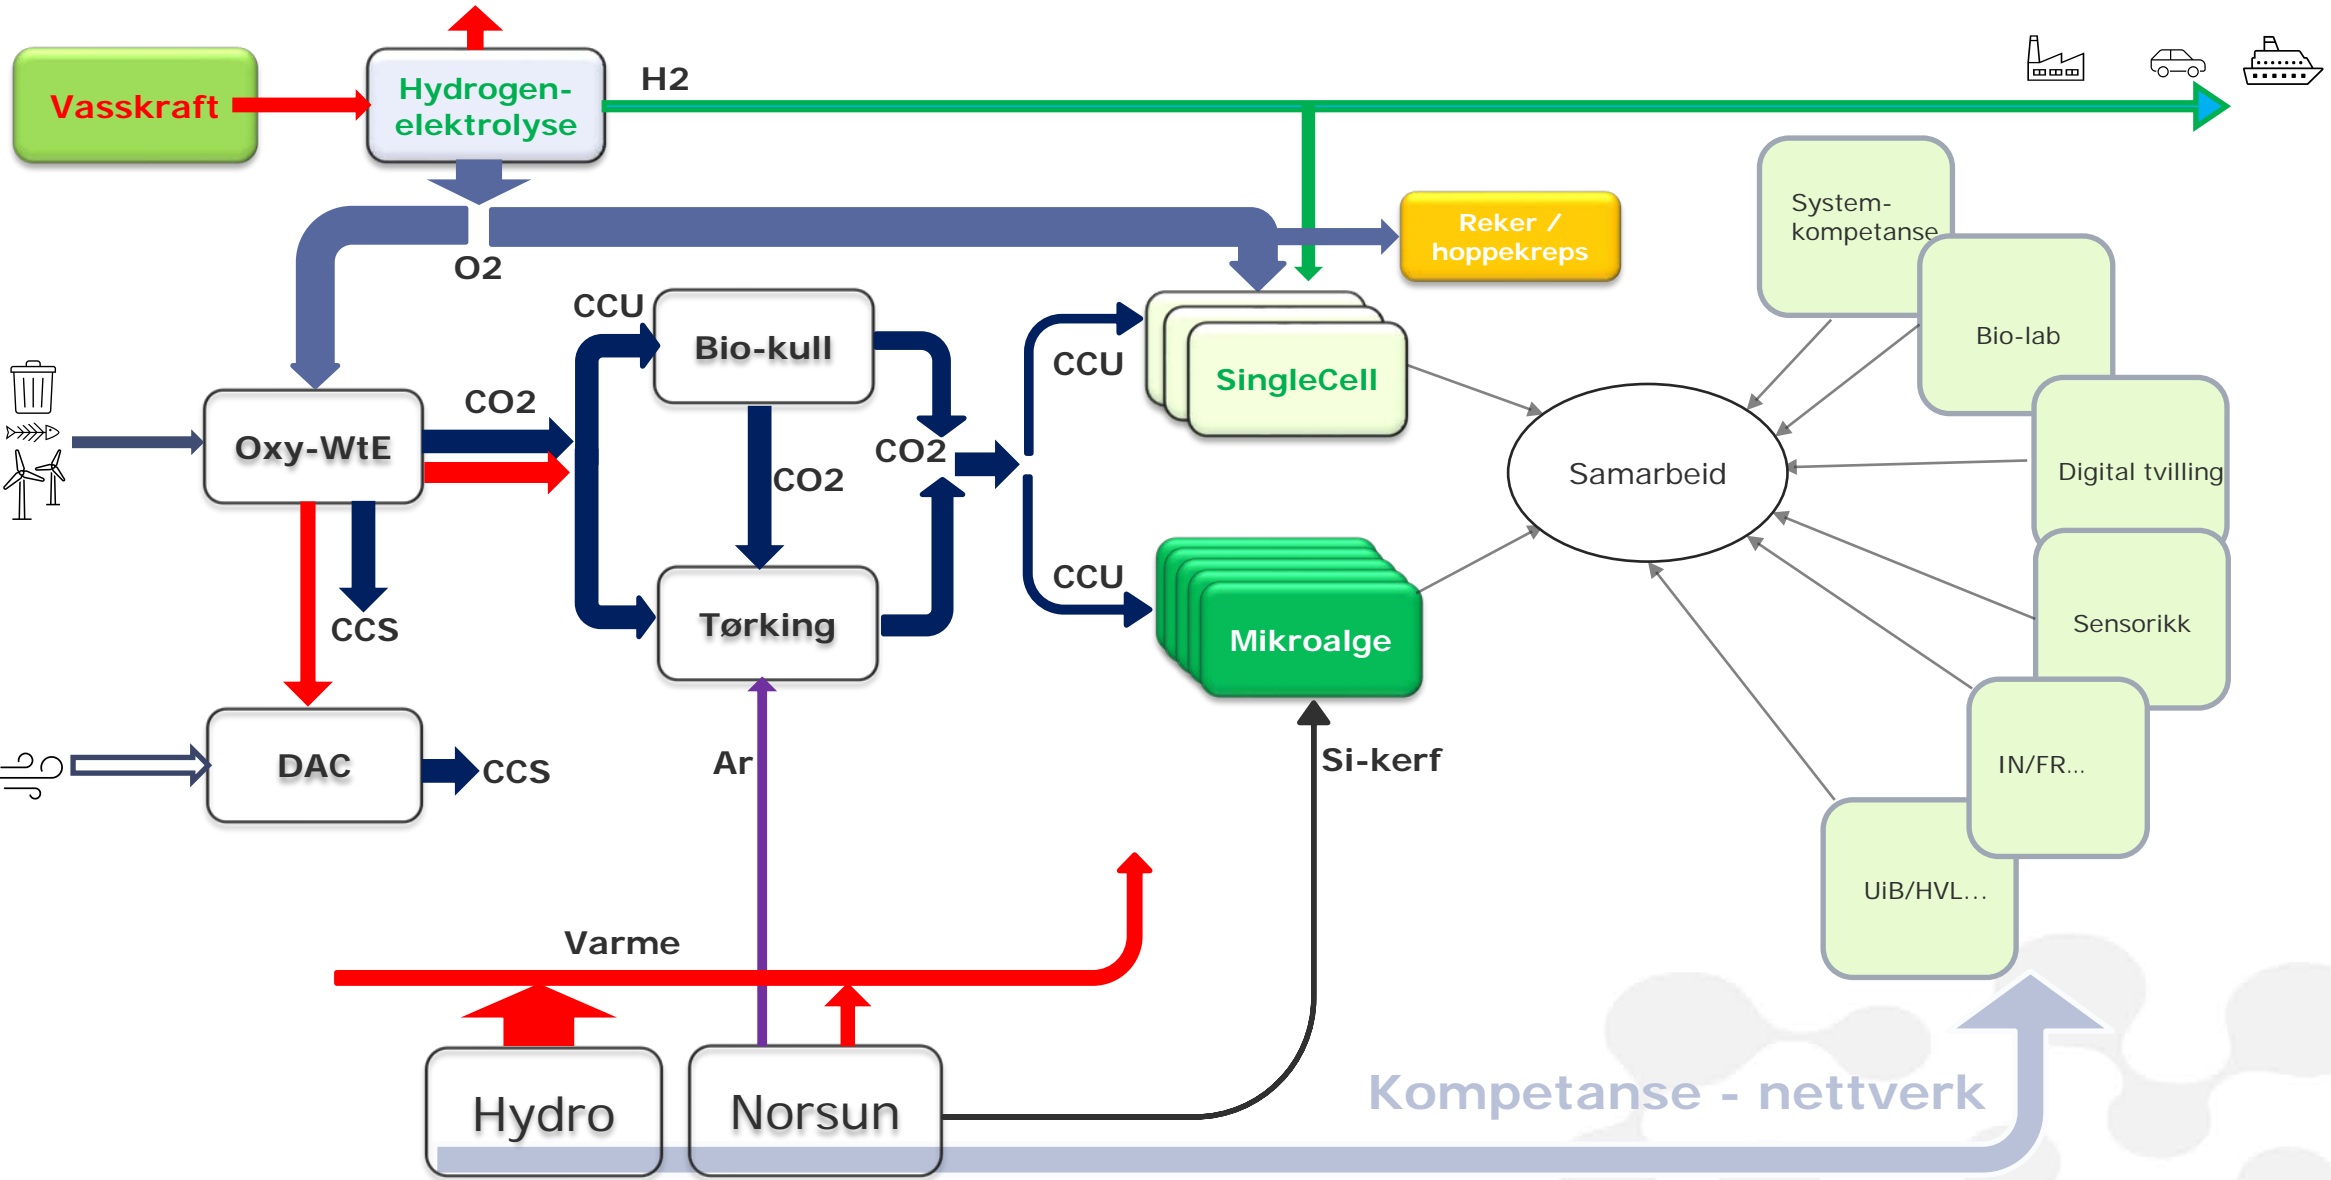 Vasskraft
Hydrogen-
elektrolyse
H2
O2
Reker /
hoppekreps
System-
kompetanse
Bio-lab
Digital tvilling
Sensorikk
IN/FR...
UiB/HVL...
CCU
Bio-kull
CO2
Oxy-WtE
CO2
CO2
CCU
SingleCell
Samarbeid
CCS
Tørking
CCU
Mikroalge
DAC
CCS
Ar
Si-kerf
Varme
Hydro
Norsun
Kompetanse - nettverk